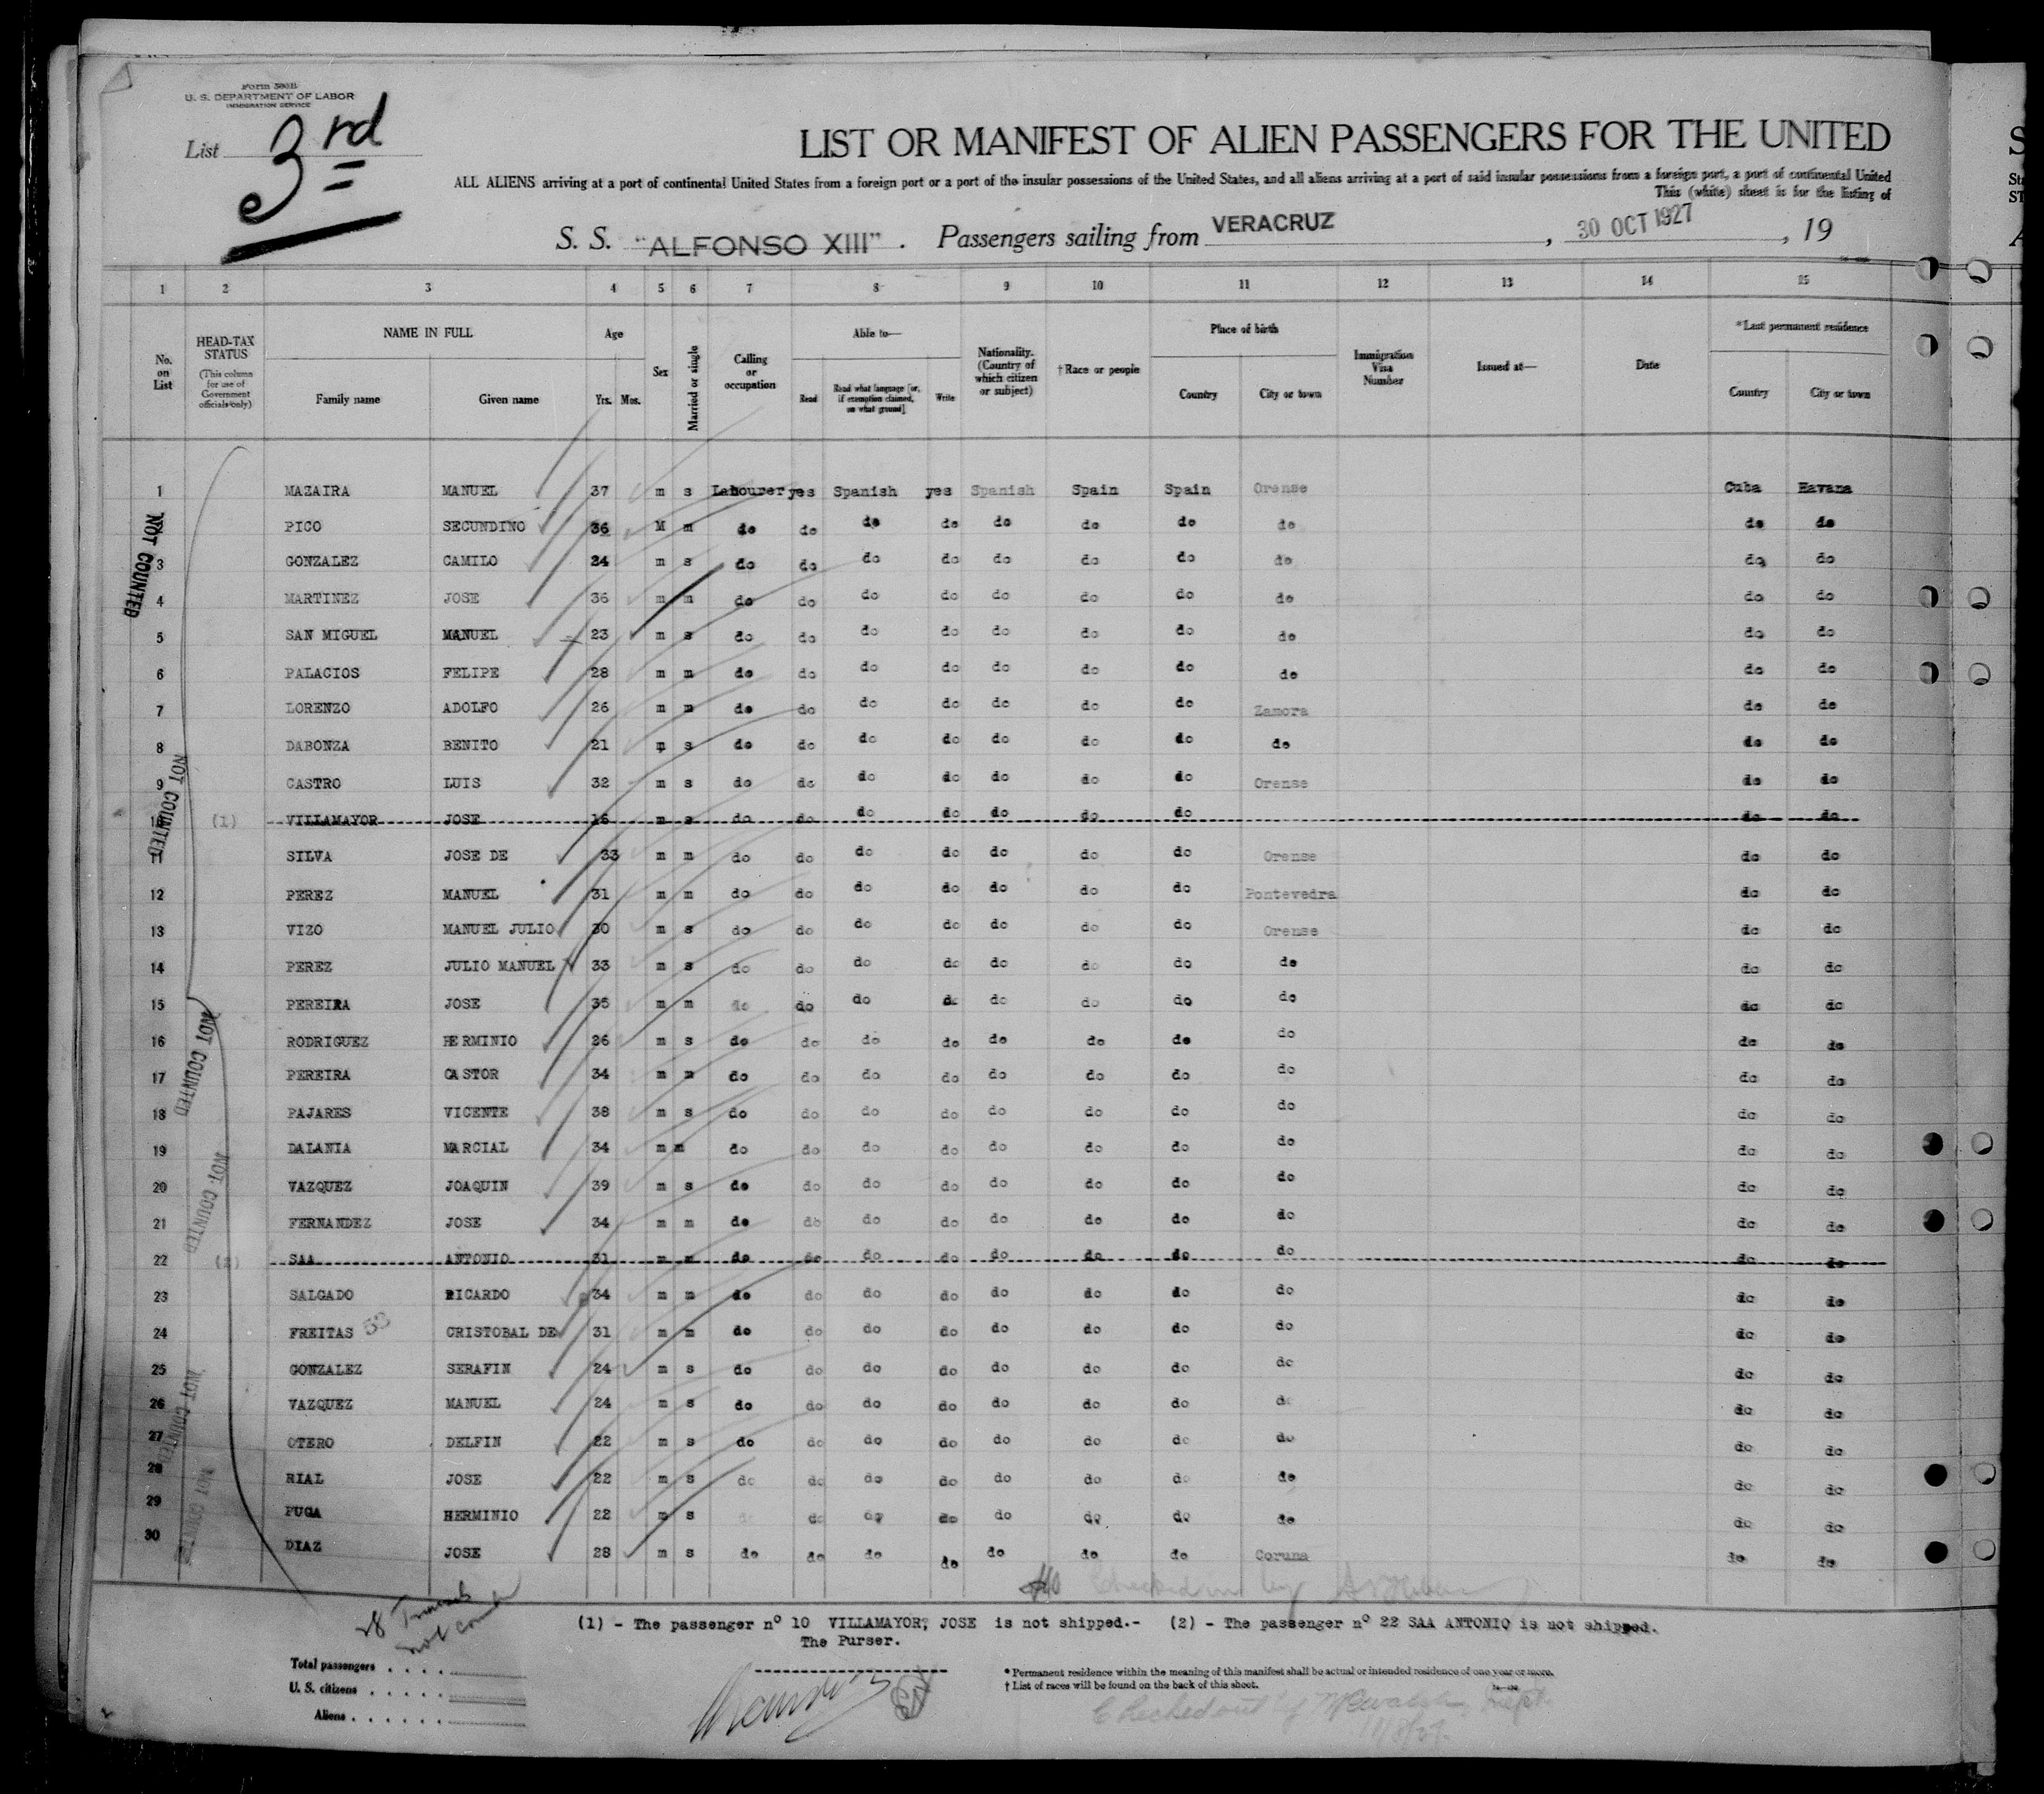 Form 500B
U. S. DEPARTMENT OF LABOR
IMMIGRATION SERVICE
List 3rd
LIST OR MANIFEST OF ALIEN PASSENGERS FOR THE UNITED
ALL ALIENS arriving at a port of continental United States from a foreign port or a port of the insular possessions of the United States, and all aliens arriving at a port of said insular possessions from a foreign port, a port of continental United
This (white) sheet is for the listing of
S. S. "ALFONSO XIII". Passengers sailing from VERACRUZ, 30 OCT 1927, 19
1 2 3 4 5 6 7 8 9 10 11 12 13 14 15
No. on List
HEAD-TAX STATUS
(This column for use of Government officials only)
NAME IN FULL
Family name Given name
Age
Yrs. Mos.
Sex
Married or single
Calling or occupation
Able to—
Read Read what language [or, if exemption claimed, on what ground] Write
Nationality. (Country of which citizen or subject)
†Race or people
Place of birth
Country City or town
Immigration Visa Number
Issued at—
Date
*Last permanent residence
Country City or town
1 MAZAIRA MANUEL 37 m s Labourer yes Spanish yes Spanish Spain Spain Orense Cuba Havana
PICO SECUNDINO 36 M m do do do do do do do do do do
3 GONZALEZ CAMILO 24 m s do do do do do do do do do do
4 MARTINEZ JOSE 36 m m do do do do do do do do do do
5 SAN MIGUEL MANUEL 23 m s do do do do do do do do do do
6 PALACIOS FELIPE 28 m m do do do do do do do do do do
7 LORENZO ADOLFO 26 m m do do do do do do do Zamora do do
8 DABONZA BENITO 21 m s do do do do do do do do do do
9 CASTRO LUIS 32 m s do do do do do do do Orense do do
10 (1) VILLAMAYOR JOSE 16 m s do do do do do do do do do
11 SILVA JOSE DE 33 m m do do do do do do do Orense do do
12 PEREZ MANUEL 31 m m do do do do do do do Pontevedra do do
13 VIZO MANUEL JULIO 30 m s do do do do do do do Orense do do
14 PEREZ JULIO MANUEL 33 m s do do do do do do do do do do
15 PEREIRA JOSE 35 m m do do do do do do do do do do
16 RODRIGUEZ HERMINIO 26 m s do do do do do do do do do do
17 PEREIRA CASTOR 34 m m do do do do do do do do do do
18 PAJARES VICENTE 38 m s do do do do do do do do do do
19 DALANIA MARCIAL 34 m m do do do do do do do do do do
20 VAZQUEZ JOAQUIN 39 m s do do do do do do do do do do
21 FERNANDEZ JOSE 34 m m do do do do do do do do do do
22 (2) SAA ANTONIO 31 m m do do do do do do do do do do
23 SALGADO RICARDO 34 m m do do do do do do do do do do
24 FREITAS 53 CRISTOBAL DE 31 m m do do do do do do do do do do
25 GONZALEZ SERAFIN 24 m s do do do do do do do do do do
26 VAZQUEZ MANUEL 24 m s do do do do do do do do do do
27 OTERO DELFIN 22 m s do do do do do do do do do do
28 RIAL JOSE 22 m s do do do do do do do do do do
29 PUGA HERMINIO 22 m s do do do do do do do do do do
30 DIAZ JOSE 28 m s do do do do do do do Coruna do do
NOT COUNTED
NOT COUNTED
NOT COUNTED
NOT COUNTED
NOT COUNTED
NOT COUNTED
Checked in by
(1) - The passenger nº 10 VILLAMAYOR, JOSE is not shipped.- (2) - The passenger nº 22 SAA ANTONIO is not shipped.
The Purser.
28
not
Total passengers
U. S. citizens
Aliens
* Permanent residence within the meaning of this manifest shall be actual or intended residence of one year or more.
† List of races will be found on the back of this sheet.
Checked out by
11/8/27.